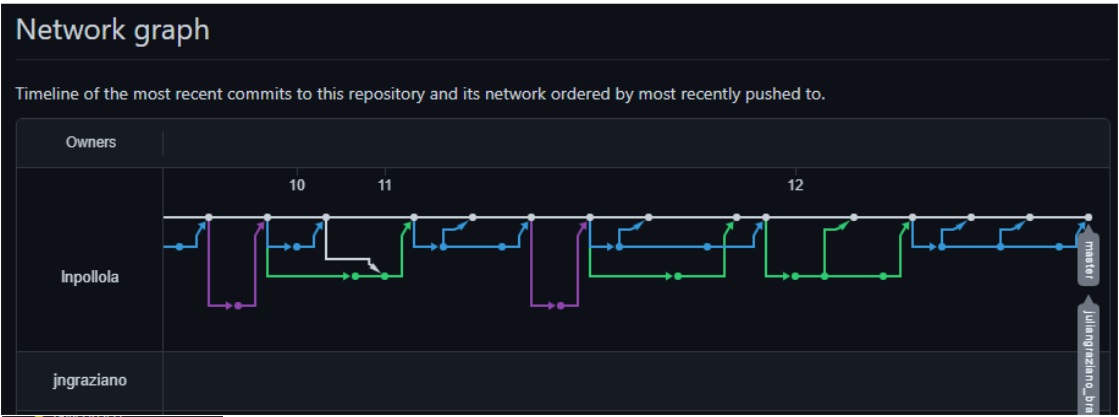 Network graph
Timeline of the most recent commits to this repository and its network ordered by most recently pushed to.
Owners
10 11 12
lnpollola
master
juliangraziano_bra
jngraziano